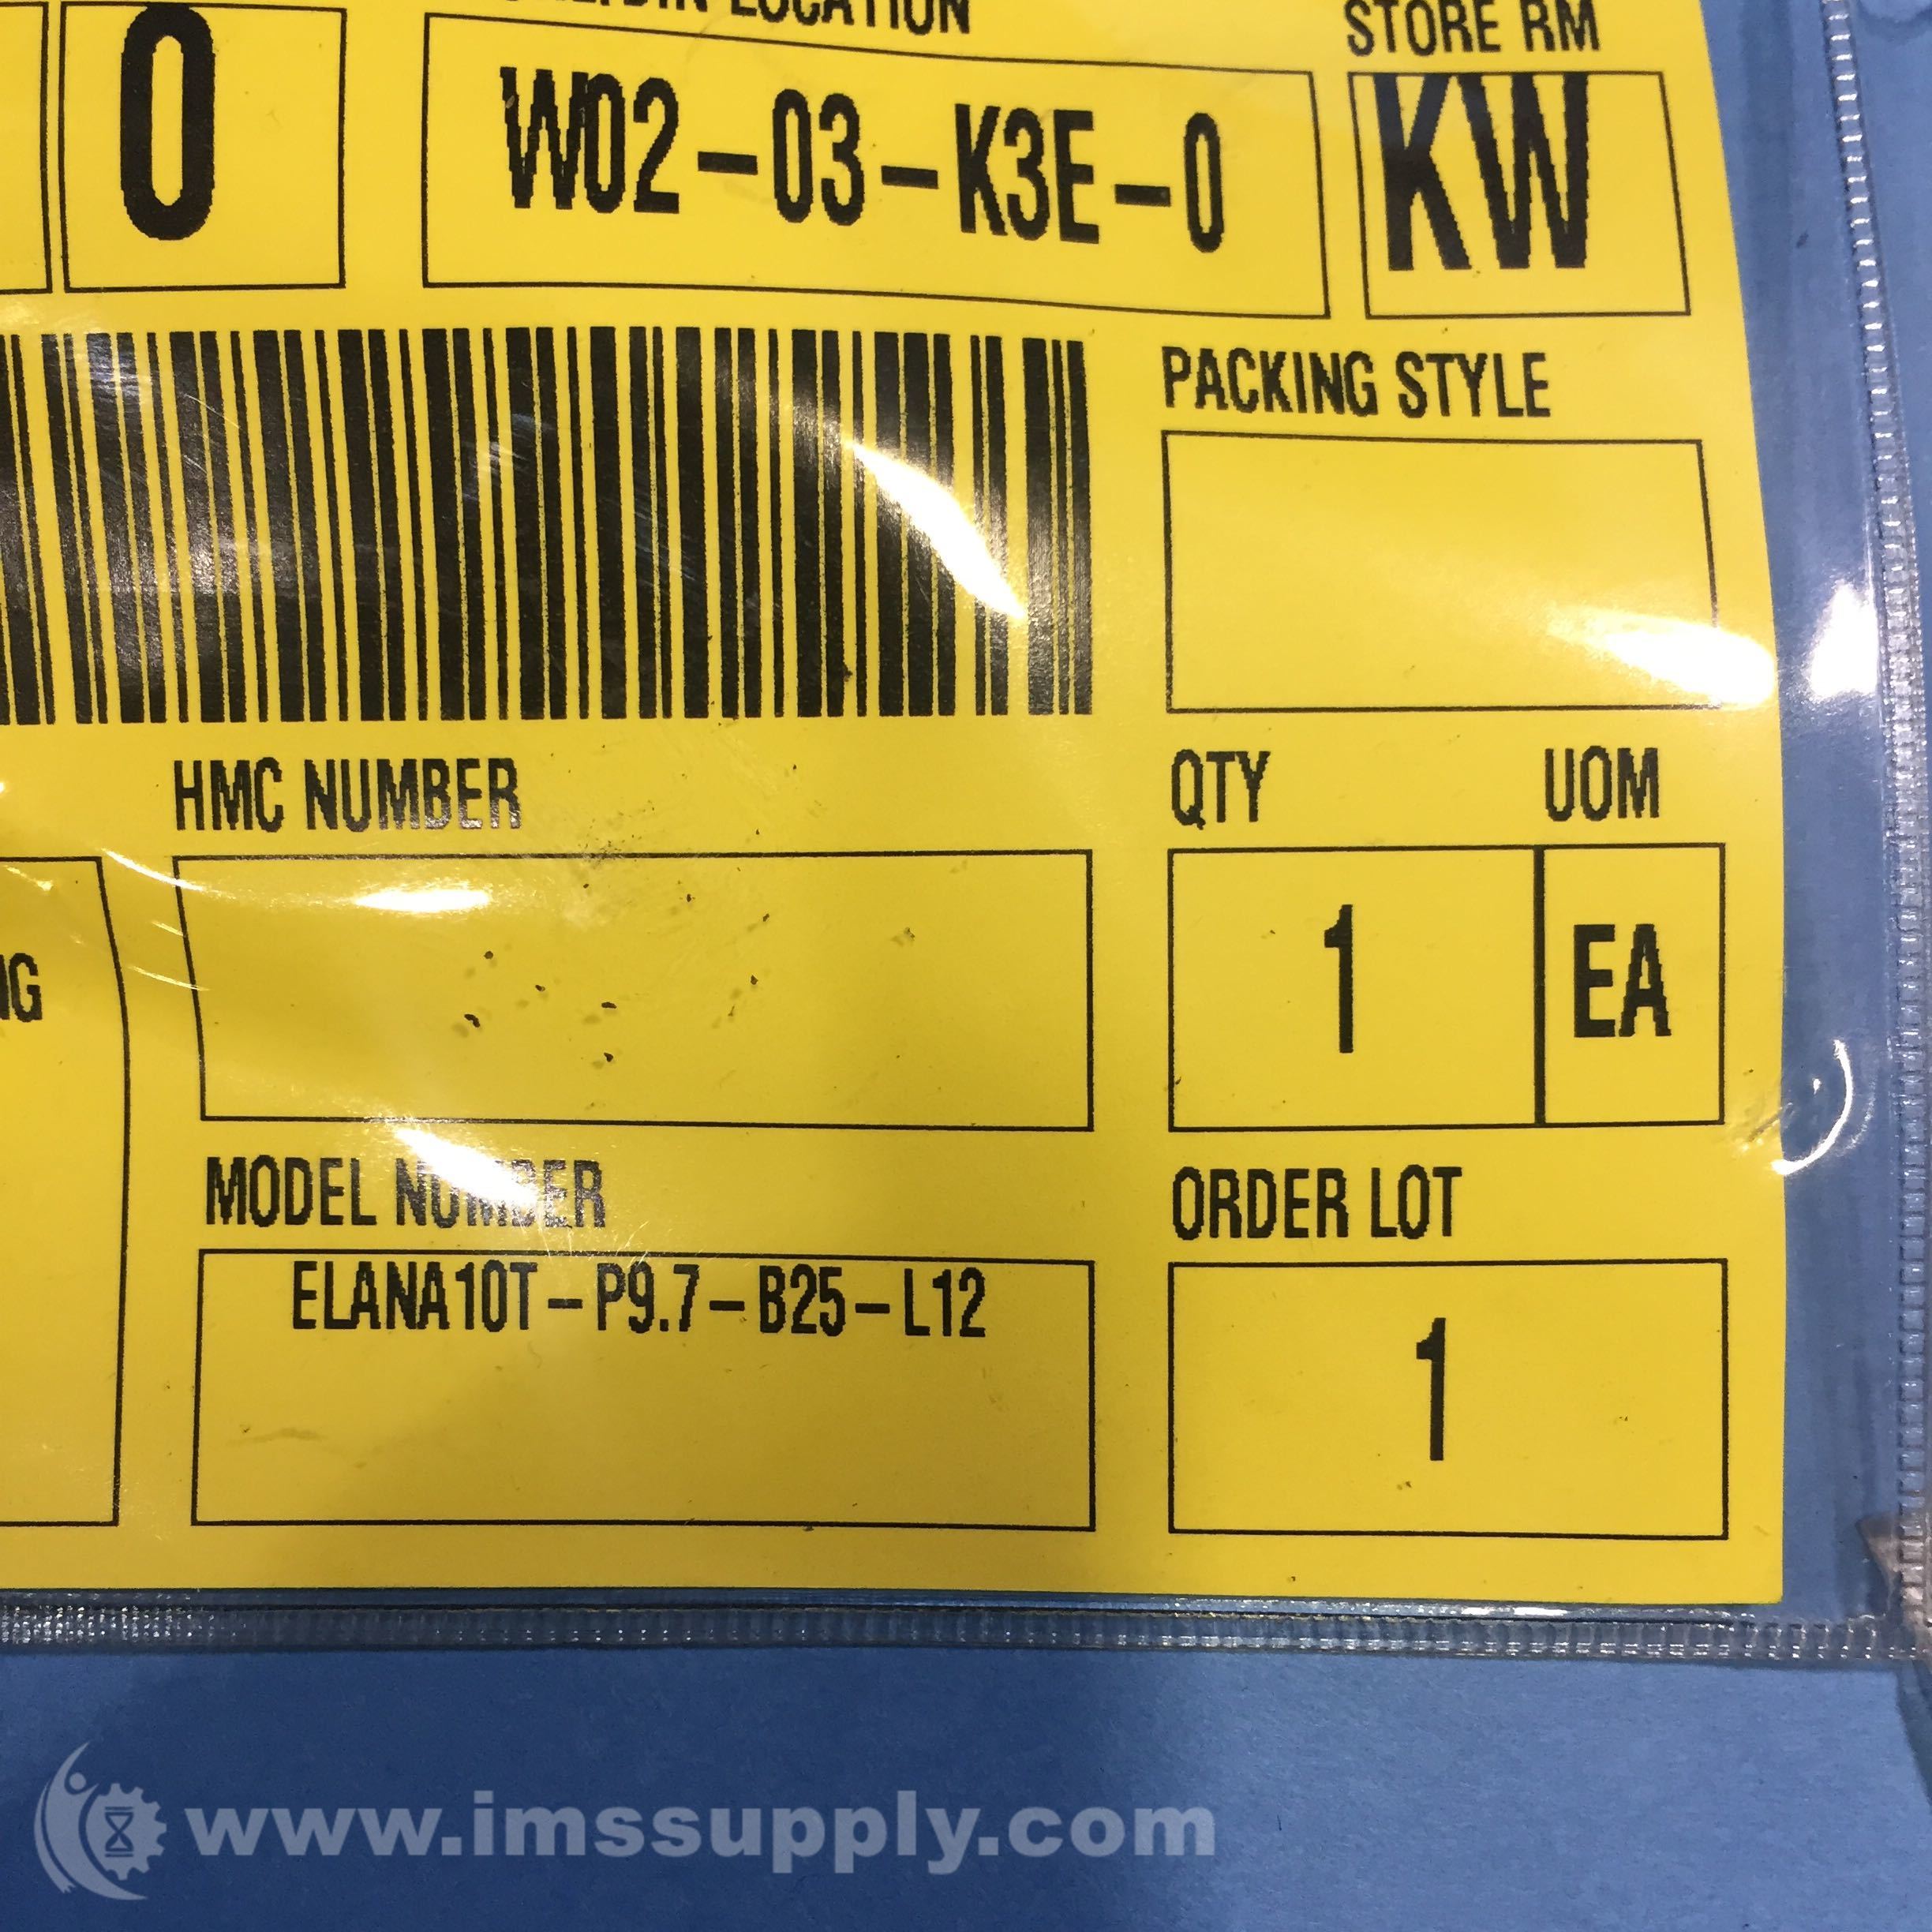 LOCATION
STORE RM
0
W02-03-K3E-0
KW
PACKING STYLE
HMC NUMBER
QTY
UOM
1
EA
MODEL NUMBER
ORDER LOT
ELANA10T-P9.7-B25-L12
1
www.imssupply.com